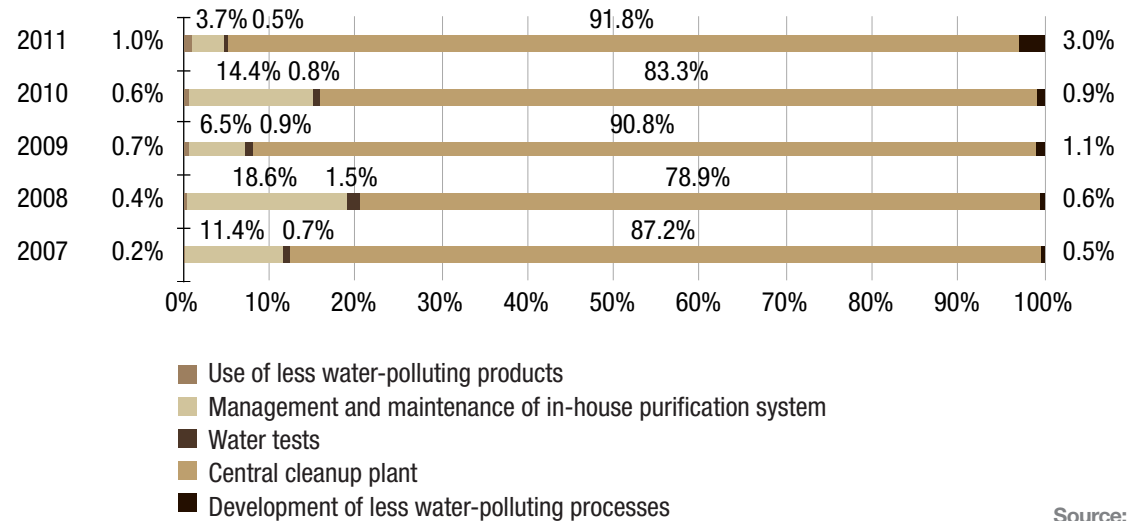 3.7% 0.5% 91.8%
2011 1.0% 3.0%
14.4% 0.8% 83.3%
2010 0.6% 0.9%
6.5% 0.9% 90.8%
2009 0.7% 1.1%
18.6% 1.5% 78.9%
2008 0.4% 0.6%
11.4% 0.7% 87.2%
2007 0.2% 0.5%
0% 10% 20% 30% 40% 50% 60% 70% 80% 90% 100%
Use of less water-polluting products
Management and maintenance of in-house purification system
Water tests
Central cleanup plant
Development of less water-polluting processes
Source: